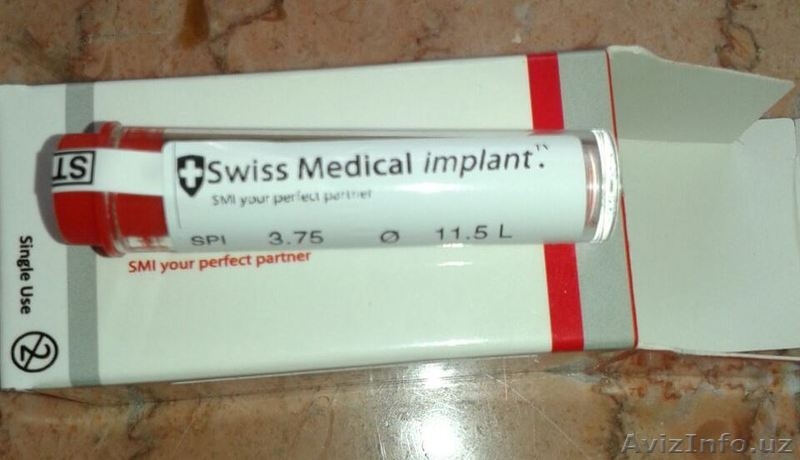 Swiss Medical implant.
SMI your perfect partner
SPI 3.75 Ø 11.5 L
ST
SMI your perfect partner
Single Use
2
AvizInfo.uz